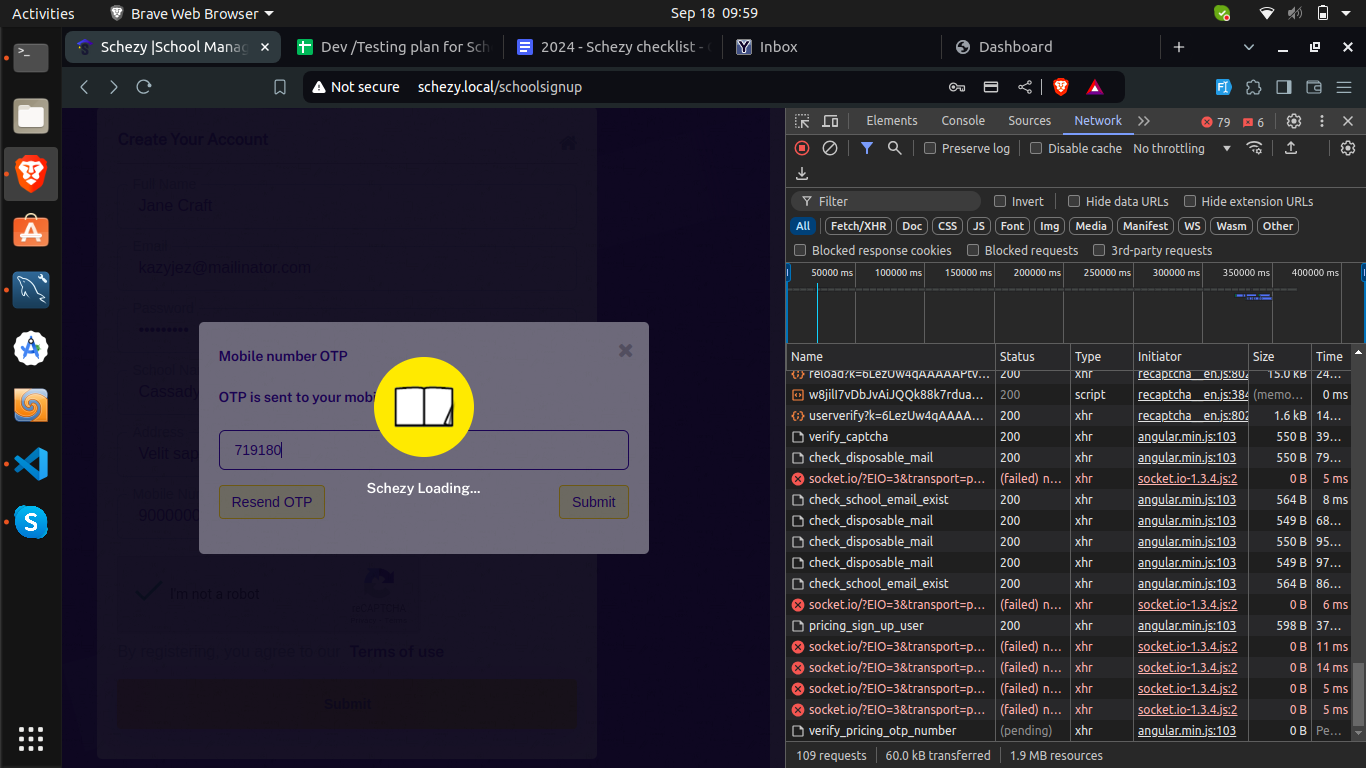 Activities
Brave Web Browser
Sep 18 09:59
Schezy |School Manag
Dev /Testing plan for Sch
2024 - Schezy checklist -
Inbox
Dashboard
Not secure
schezy.local/schoolsignup
Create Your Account
Jane Craft
Email
kazyjez@mailinator.com
Password
•••••••••
Cassady
Address
Velit sap
9000000
Mobile number OTP
OTP is sent to your mobi
719180
Schezy Loading...
Resend OTP
Submit
I'm not a robot
By registering, you agree to our Terms of use
Submit
Elements
Console
Sources
Network
79
6
Preserve log
Disable cache
No throttling
Filter
Invert
Hide data URLs
Hide extension URLs
All
Fetch/XHR
Doc
CSS
JS
Font
Img
Media
Manifest
WS
Wasm
Other
Blocked response cookies
Blocked requests
3rd-party requests
50000 ms
100000 ms
150000 ms
200000 ms
250000 ms
300000 ms
350000 ms
400000 ms
Name Status Type Initiator Size Time
reload?k=6LezUw4qAAAAAPtv... 200 xhr recaptcha__en.js:802 15.0 kB 24...
w8jilI7vDbJvAiJQQk88k7rdua... 200 script recaptcha__en.js:384 (memo... 0 ms
userverify?k=6LezUw4qAAAA... 200 xhr recaptcha__en.js:802 1.6 kB 14...
verify_captcha 200 xhr angular.min.js:103 550 B 39...
check_disposable_mail 200 xhr angular.min.js:103 550 B 79...
socket.io/?EIO=3&transport=p... (failed) n... xhr socket.io-1.3.4.js:2 0 B 5 ms
check_school_email_exist 200 xhr angular.min.js:103 564 B 8 ms
check_disposable_mail 200 xhr angular.min.js:103 549 B 68...
check_disposable_mail 200 xhr angular.min.js:103 550 B 95...
check_disposable_mail 200 xhr angular.min.js:103 549 B 97...
check_school_email_exist 200 xhr angular.min.js:103 564 B 86...
socket.io/?EIO=3&transport=p... (failed) n... xhr socket.io-1.3.4.js:2 0 B 6 ms
pricing_sign_up_user 200 xhr angular.min.js:103 598 B 37...
socket.io/?EIO=3&transport=p... (failed) n... xhr socket.io-1.3.4.js:2 0 B 11 ms
socket.io/?EIO=3&transport=p... (failed) n... xhr socket.io-1.3.4.js:2 0 B 14 ms
socket.io/?EIO=3&transport=p... (failed) n... xhr socket.io-1.3.4.js:2 0 B 5 ms
socket.io/?EIO=3&transport=p... (failed) n... xhr socket.io-1.3.4.js:2 0 B 5 ms
verify_pricing_otp_number (pending) xhr angular.min.js:103 0 B Pe...
109 requests
60.0 kB transferred
1.9 MB resources